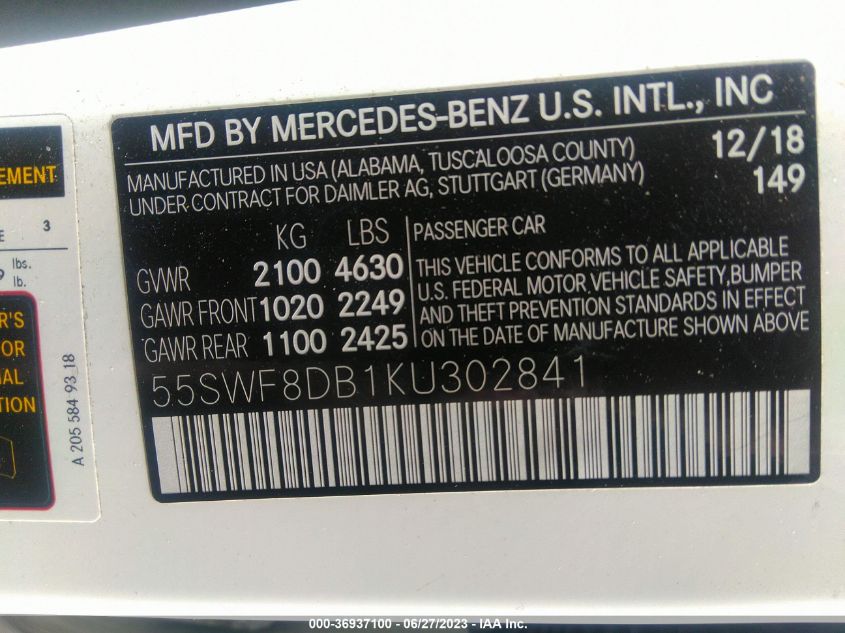 MFD BY MERCEDES-BENZ U.S. INTL., INC
MANUFACTURED IN USA (ALABAMA, TUSCALOOSA COUNTY) 12/18
UNDER CONTRACT FOR DAIMLER AG, STUTTGART (GERMANY) 149
KG LBS
GVWR 2100 4630
GAWR FRONT 1020 2249
GAWR REAR 1100 2425
PASSENGER CAR
THIS VEHICLE CONFORMS TO ALL APPLICABLE
U.S. FEDERAL MOTOR VEHICLE SAFETY, BUMPER
AND THEFT PREVENTION STANDARDS IN EFFECT
ON THE DATE OF MANUFACTURE SHOWN ABOVE
55SWF8DB1KU302841
EMENT
E 3
9 lbs.
lb.
R'S
OR
AL
TION
A 205 584 93 18
000-36937100 - 06/27/2023 - IAA Inc.